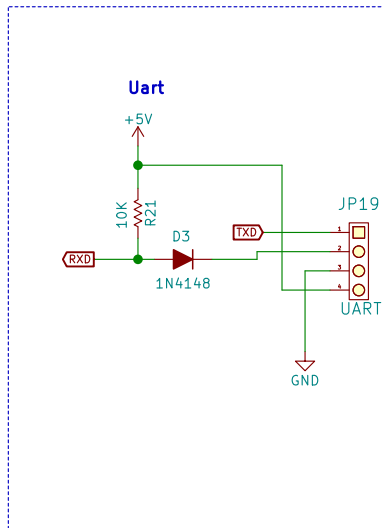 Uart
+5V
JP19
10K
R21
TXD
1
2
3
4
D3
RXD
1N4148
UART
GND